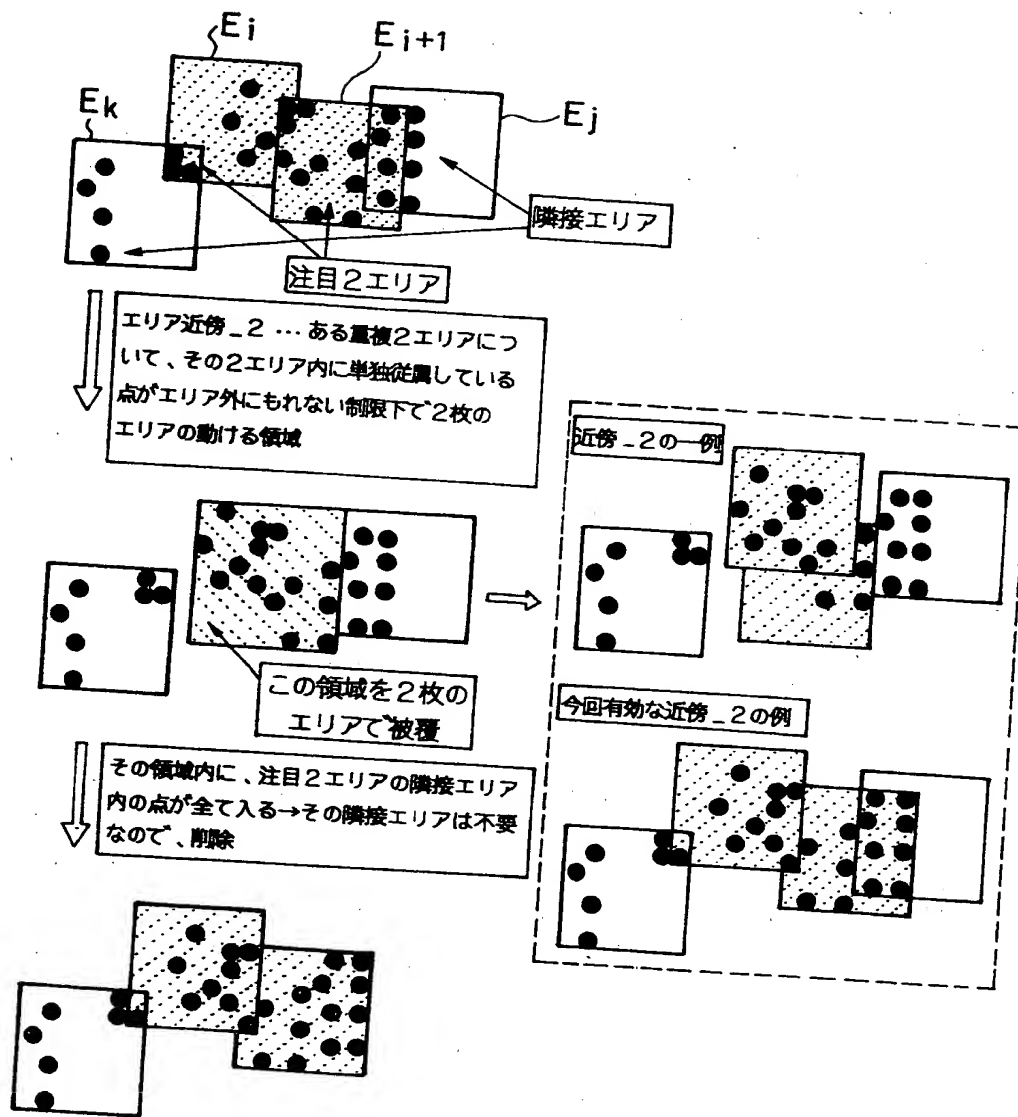 Ei
Ei+1
Ek
Ej
隣接エリア
注目2エリア
エリア近傍_2 …ある重複2エリアにつ
いて、その2エリア内に単独従属している
点がエリア外にもれない制限下で2枚の
エリアの動ける領域
近傍_2の一例
この領域を2枚の
エリアで被覆
今回有効な近傍_2の例
その領域内に、注目2エリアの隣接エリア
内の点が全て入る→その隣接エリアは不要
なので、削除